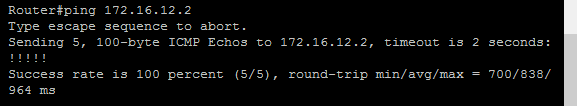 Router#ping 172.16.12.2
Type escape sequence to abort.
Sending 5, 100-byte ICMP Echos to 172.16.12.2, timeout is 2 seconds:
!!!!!
Success rate is 100 percent (5/5), round-trip min/avg/max = 700/838/
964 ms